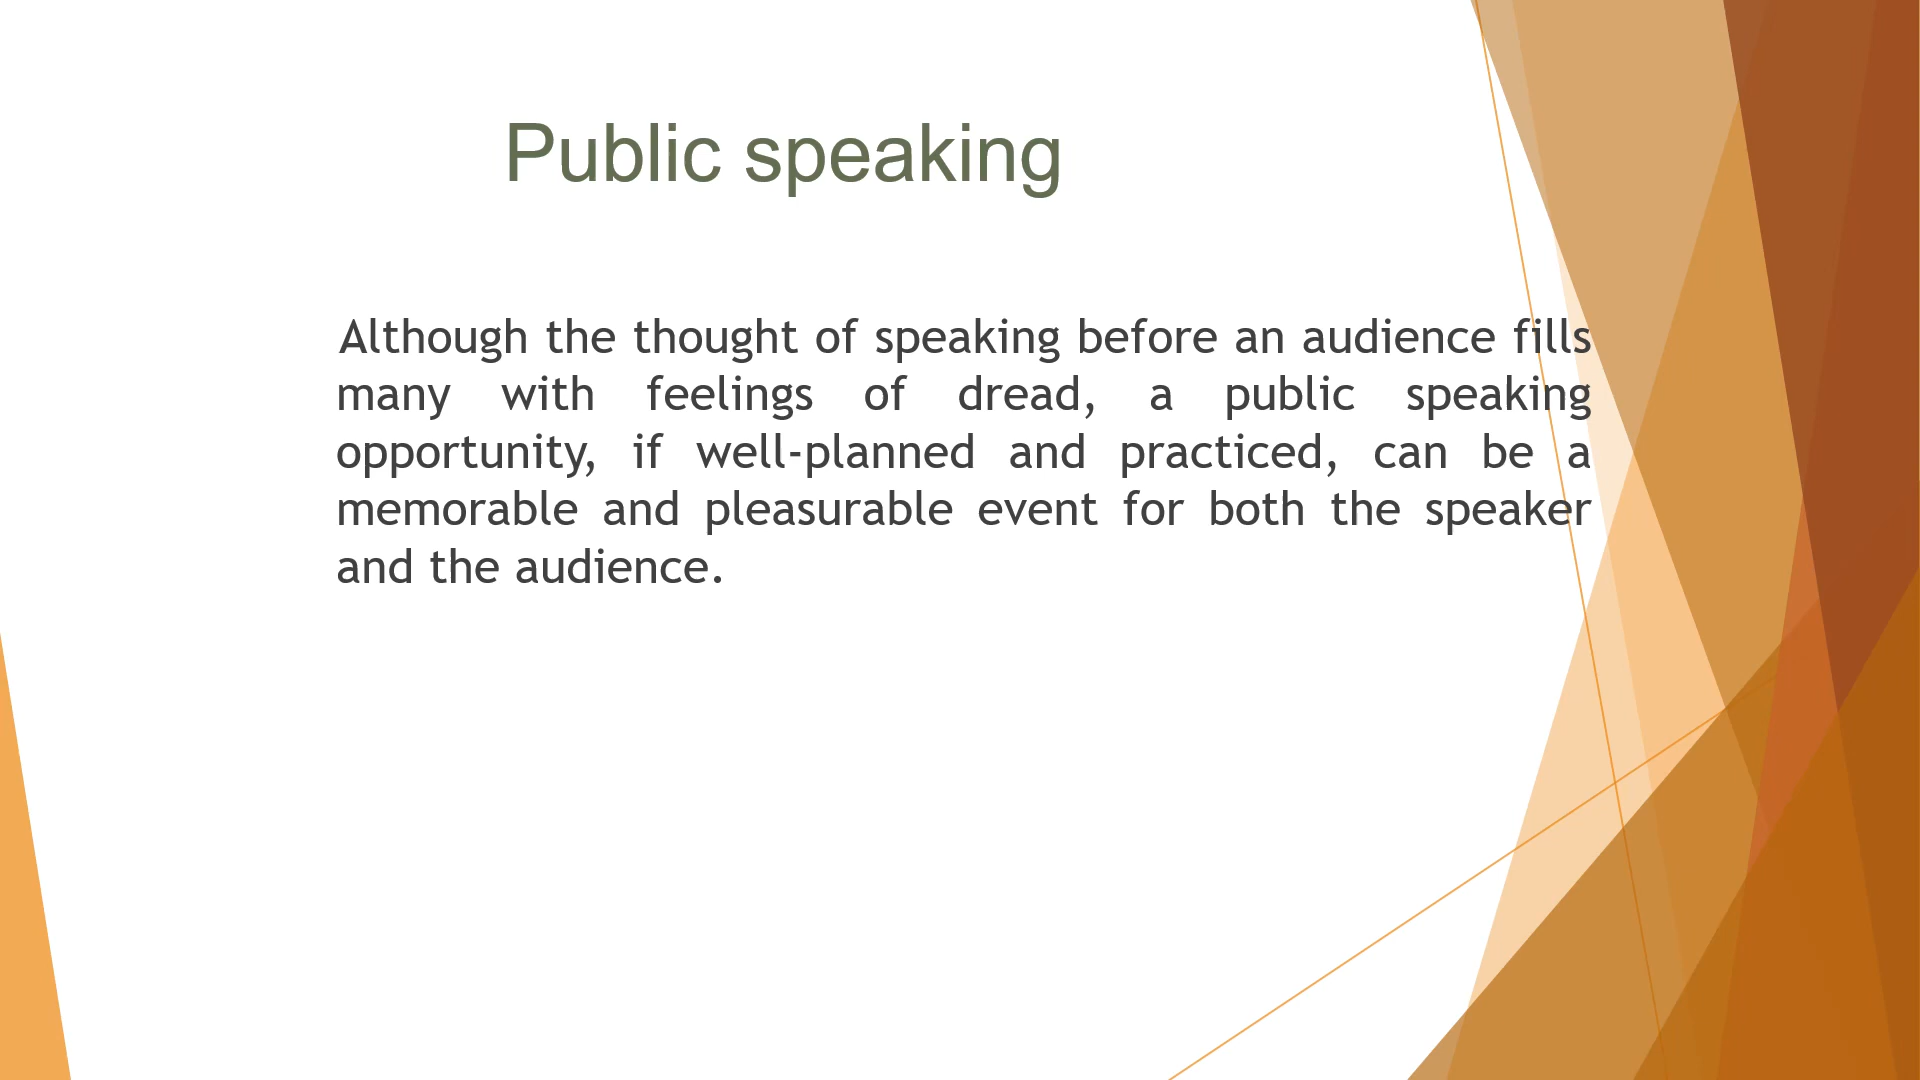 Public speaking
Although the thought of speaking before an audience fills
many with feelings of dread, a public speaking
opportunity, if well-planned and practiced, can be a
memorable and pleasurable event for both the speaker
and the audience.